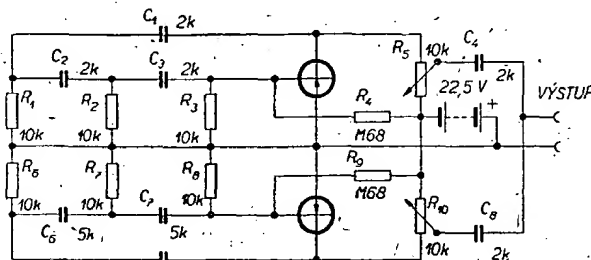 C₁ 2k
C₂ 2k C₃ 2k
R₅ 10k C₄ 2k
22,5 V
+
VÝSTUP
R₁ 10k R₂ 10k R₃ 10k
R₄ M68
R₆ 10k R₇ 10k R₈ 10k
R₉ M68
R₁₀ 10k
C₆ 5k C₇ 5k
C₈ 2k